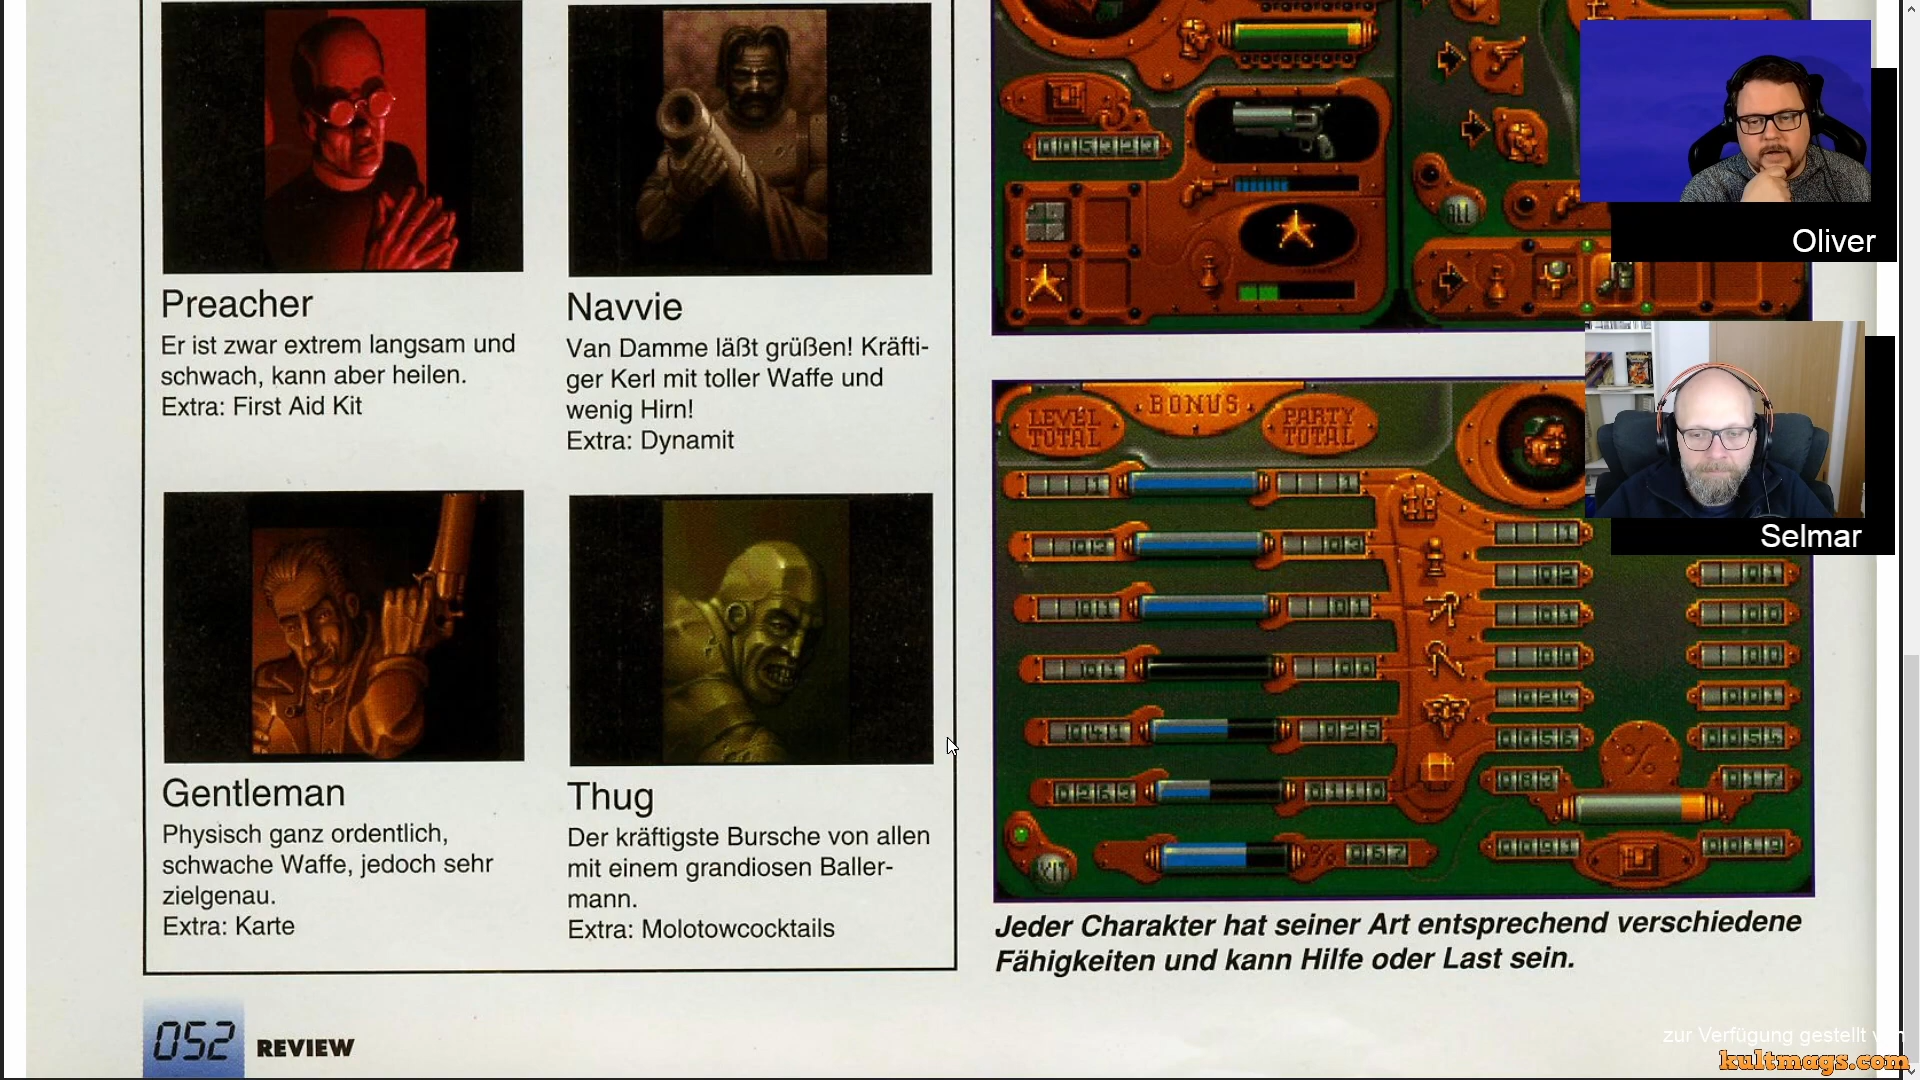 Preacher
Er ist zwar extrem langsam und
schwach, kann aber heilen.
Extra: First Aid Kit
Navvie
Van Damme läßt grüßen! Kräfti-
ger Kerl mit toller Waffe und
wenig Hirn!
Extra: Dynamit
Gentleman
Physisch ganz ordentlich,
schwache Waffe, jedoch sehr
zielgenau.
Extra: Karte
Thug
Der kräftigste Bursche von allen
mit einem grandiosen Baller-
mann.
Extra: Molotowcocktails
052 REVIEW
005323
ALL
LEVEL
TOTAL
BONUS
PARTY
TOTAL
%
EXIT
% 067
Jeder Charakter hat seiner Art entsprechend verschiedene
Fähigkeiten und kann Hilfe oder Last sein.
Oliver
Selmar
zur Verfügung gestellt von
kultmags.com